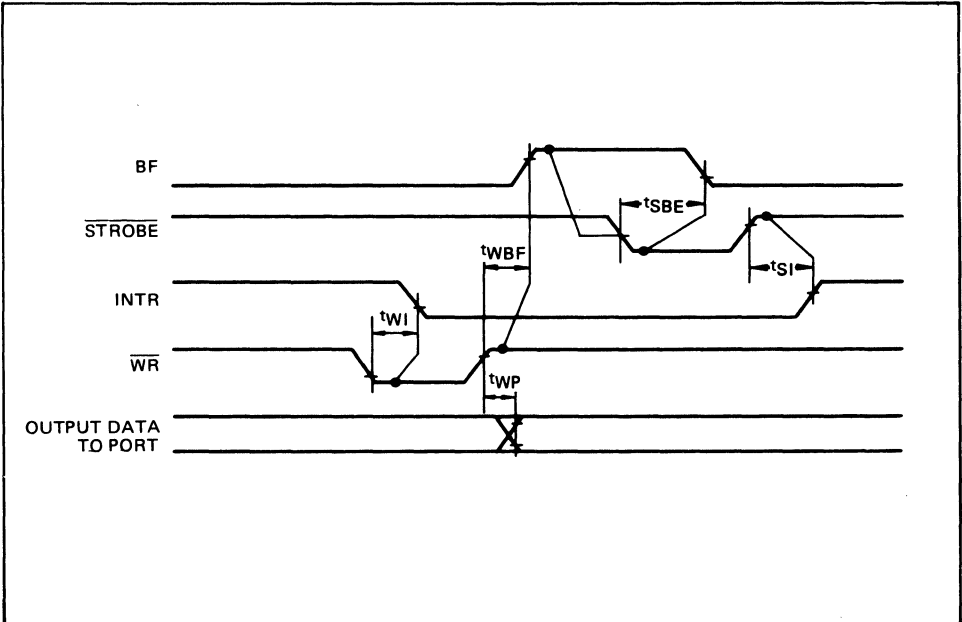 BF
tSBE
STROBE
tWBF
tSI
INTR
tWI
WR
tWP
OUTPUT DATA
TO PORT